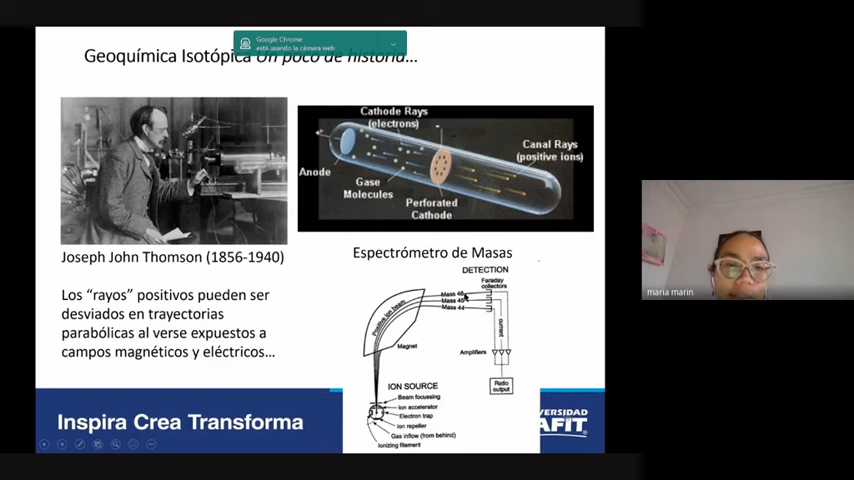 Google Chrome
está usando la cámara web
Geoquímica Isotópica Un poco de historia...
Cathode Rays
(electrons)
Canal Rays
(positive ions)
Anode
Gase
Molecules
Perforated
Cathode
Joseph John Thomson (1856-1940)
Espectrómetro de Masas
Los “rayos” positivos pueden ser
desviados en trayectorias
parabólicas al verse expuestos a
campos magnéticos y eléctricos...
DETECTION
Faraday
collectors
Mass 46
Mass 45
Mass 44
Positive ion beam
Magnet
current
Amplifiers
Ratio
output
ION SOURCE
Beam focussing
Ion accelerator
Electron trap
Ion repeller
Gas inflow (from behind)
Ionizing filament
Inspira Crea Transforma
VERSIDAD
AFIT
maria marin